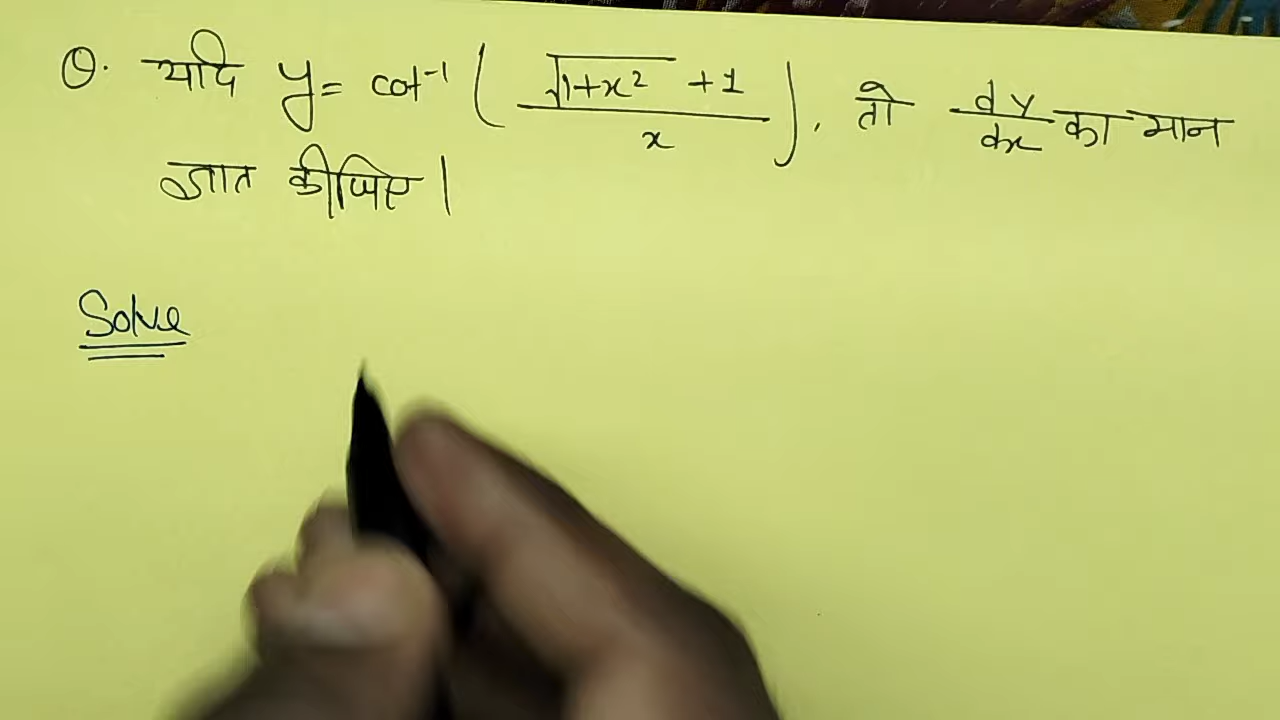 Q. यदि y = cot⁻¹ ( (√(1+x²) + 1) / x ), तो dy/dx का मान
ज्ञात कीजिए।
Solve